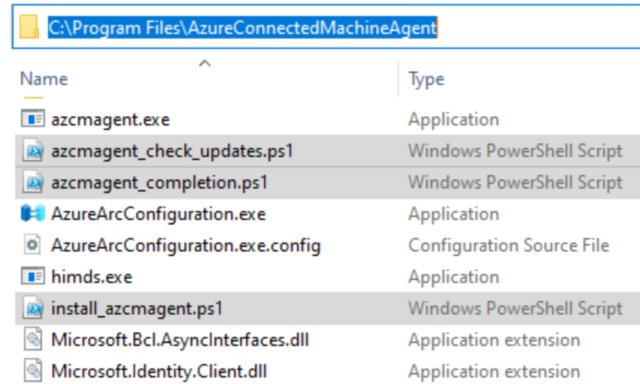 C:\Program Files\AzureConnectedMachineAgent
Name Type
azcmagent.exe Application
azcmagent_check_updates.ps1 Windows PowerShell Script
azcmagent_completion.ps1 Windows PowerShell Script
AzureArcConfiguration.exe Application
AzureArcConfiguration.exe.config Configuration Source File
himds.exe Application
install_azcmagent.ps1 Windows PowerShell Script
Microsoft.Bcl.AsyncInterfaces.dll Application extension
Microsoft.Identity.Client.dll Application extension